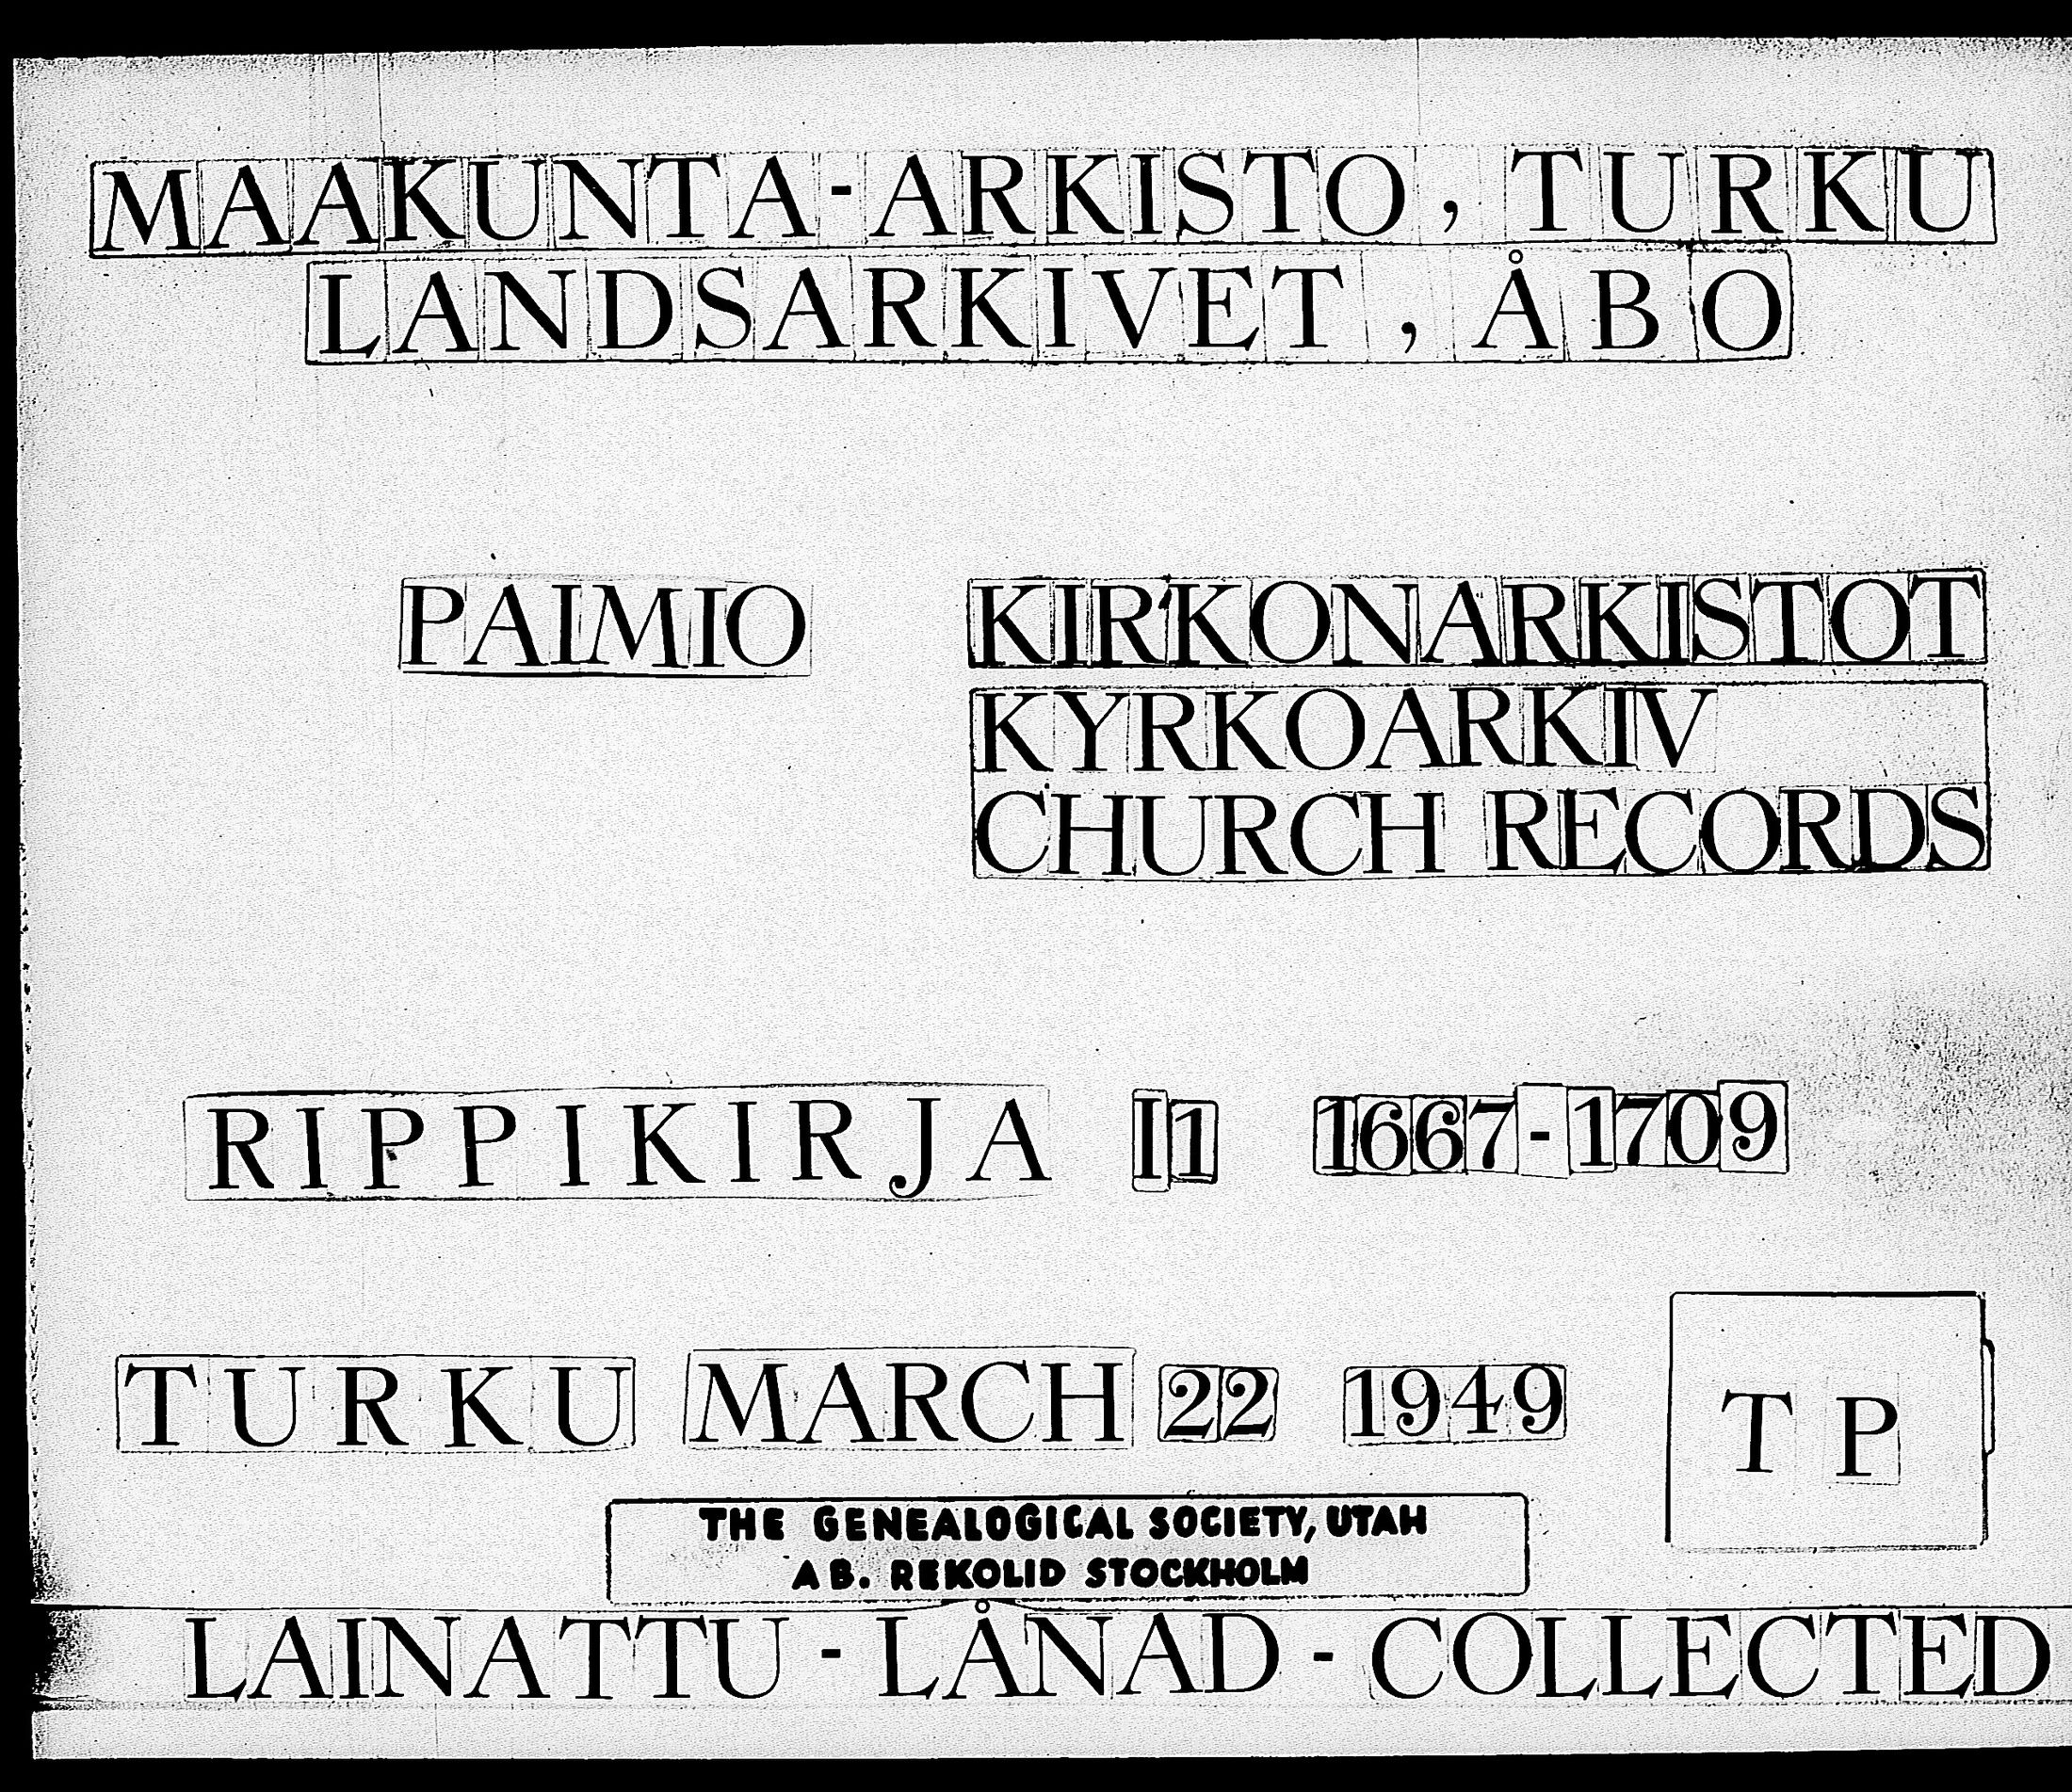 MAAKUNTA-ARKISTO, TURKU
LANDSARKIVET, ÅBO
PAIMIO
KIRKONARKISTOT
KYRKOARKIV
CHURCH RECORDS
RIPPIKIRJA I1 1667-1709
TURKU MARCH 22 1949
TP
THE GENEALOGICAL SOCIETY, UTAH
AB. REKOLID STOCKHOLM
LAINATTU - LÅNAD - COLLECTED